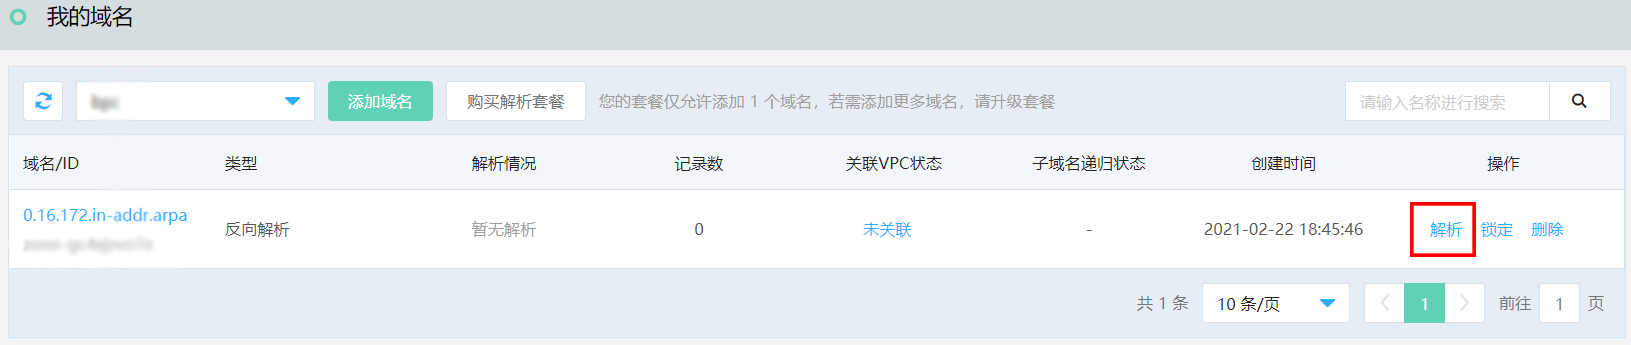 我的域名
添加域名 购买解析套餐 您的套餐仅允许添加 1 个域名，若需添加更多域名，请升级套餐 请输入名称进行搜索
域名/ID 类型 解析情况 记录数 关联VPC状态 子域名递归状态 创建时间 操作
0.16.172.in-addr.arpa
反向解析 暂无解析 0 未关联 - 2021-02-22 18:45:46 解析 锁定 删除
共 1 条 10 条/页 1 前往 1 页